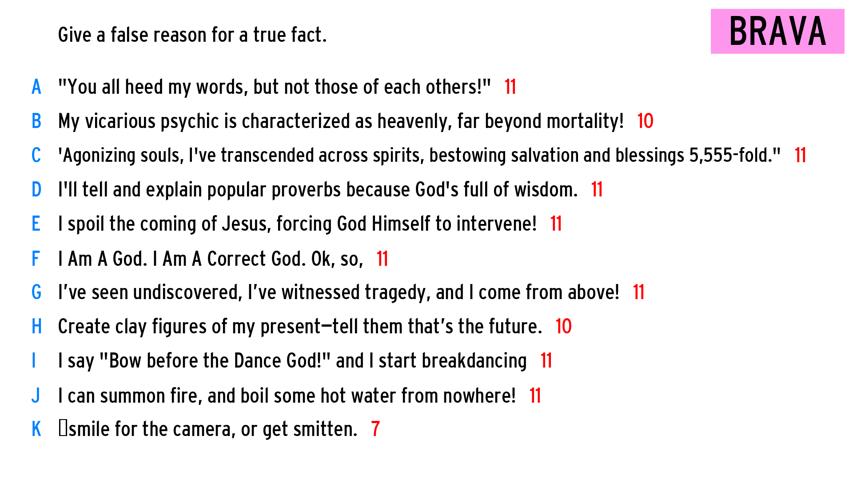 Give a false reason for a true fact.
BRAVA
A "You all heed my words, but not those of each others!" 11
B My vicarious psychic is characterized as heavenly, far beyond mortality! 10
C 'Agonizing souls, I've transcended across spirits, bestowing salvation and blessings 5,555-fold." 11
D I'll tell and explain popular proverbs because God's full of wisdom. 11
E I spoil the coming of Jesus, forcing God Himself to intervene! 11
F I Am A God. I Am A Correct God. Ok, so, 11
G I’ve seen undiscovered, I’ve witnessed tragedy, and I come from above! 11
H Create clay figures of my present—tell them that’s the future. 10
I I say "Bow before the Dance God!" and I start breakdancing 11
J I can summon fire, and boil some hot water from nowhere! 11
K smile for the camera, or get smitten. 7